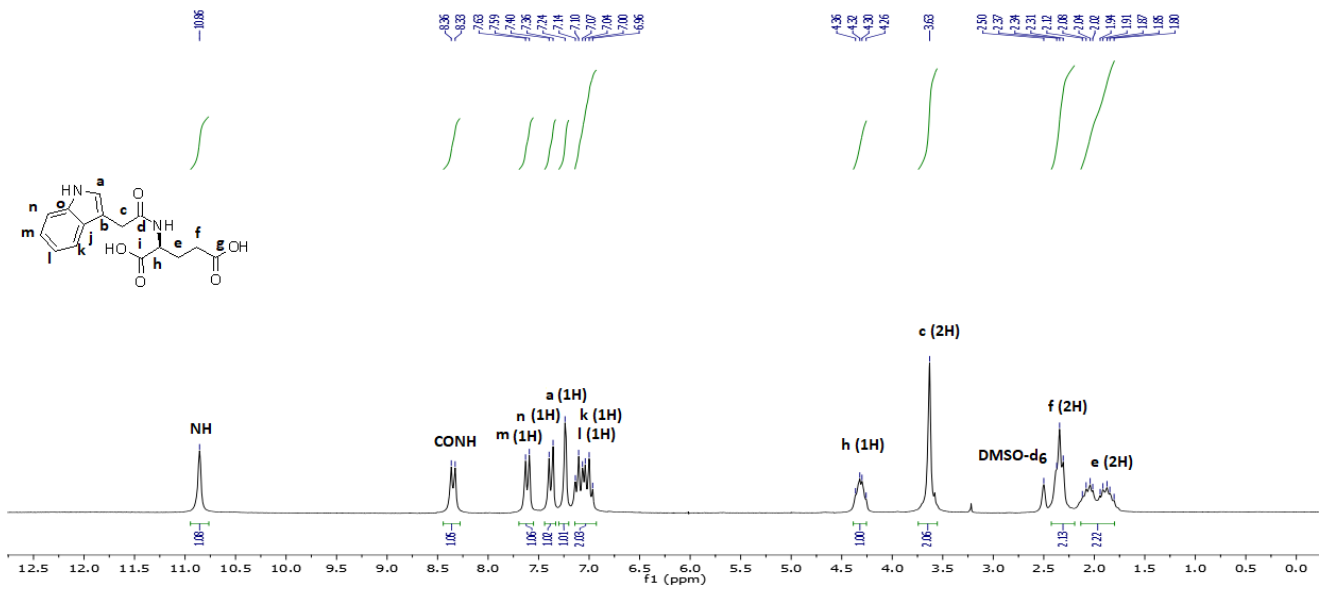 10.86
8.36
8.33
7.63
7.59
7.40
7.36
7.24
7.14
7.10
7.07
7.04
7.00
6.96
4.36
4.32
4.30
4.26
3.63
2.50
2.37
2.34
2.31
2.12
2.08
2.04
2.02
1.94
1.91
1.87
1.85
1.80
HN a O
n o c
b d NH
m j e f
l k HO i g OH
h
O O
c (2H)
a (1H)
n (1H) k (1H)
m (1H) l (1H)
f (2H)
NH CONH h (1H) DMSO-d6 e (2H)
1.08 1.05 1.06 1.02 1.01 2.03 1.00 2.06 2.13 2.22
12.5 12.0 11.5 11.0 10.5 10.0 9.5 9.0 8.5 8.0 7.5 7.0 6.5 6.0 5.5 5.0 4.5 4.0 3.5 3.0 2.5 2.0 1.5 1.0 0.5 0.0
f1 (ppm)